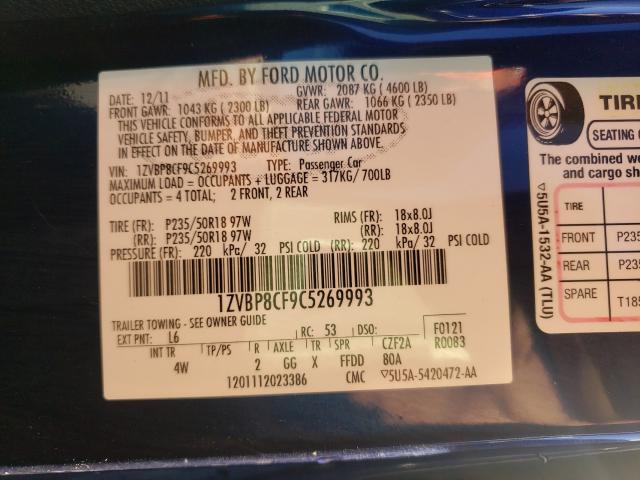 MFD. BY FORD MOTOR CO.
DATE: 12/11 GVWR: 2087 KG ( 4600 LB)
FRONT GAWR: 1043 KG ( 2300 LB) REAR GAWR: 1066 KG ( 2350 LB)
THIS VEHICLE CONFORMS TO ALL APPLICABLE FEDERAL MOTOR
VEHICLE SAFETY, BUMPER, AND THEFT PREVENTION STANDARDS
IN EFFECT ON THE DATE OF MANUFACTURE SHOWN ABOVE.
VIN: 1ZVBP8CF9C5269993 TYPE: Passenger Car
MAXIMUM LOAD = OCCUPANTS + LUGGAGE = 317KG/700LB
OCCUPANTS = 4 TOTAL; 2 FRONT, 2 REAR
TIRE (FR): P235/50R18 97W RIMS (FR): 18x8.0J
(RR): P235/50R18 97W (RR): 18x8.0J
PRESSURE (FR): 220 kPa/ 32 PSI COLD (RR): 220 kPa/ 32 PSI COLD
1ZVBP8CF9C5269993
TRAILER TOWING - SEE OWNER GUIDE
EXT PNT: L6 RC: 53 DSO: F0121
INT TR TP/PS R AXLE TR SPR CZF2A R0083
4W 2 GG X FFDD 80A
1201112023386 CMC ▽5U5A-5420472-AA
TIRE
SEATING
The combined
and cargo
TIRE
FRONT P235
REAR P235
SPARE T185
▽5U5A-1532-AA (TLU)